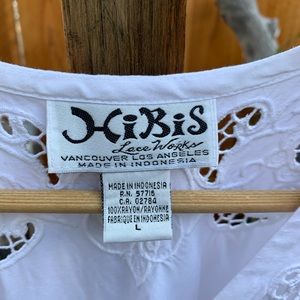 HiBiS
Lace Works
VANCOUVER LOS ANGELES
MADE IN INDONESIA
MADE IN INDONESIA
R.N. 57715
C.A. 02784
100%RAYON/RAYONNE
FABRIQUE EN INDONESIA
L